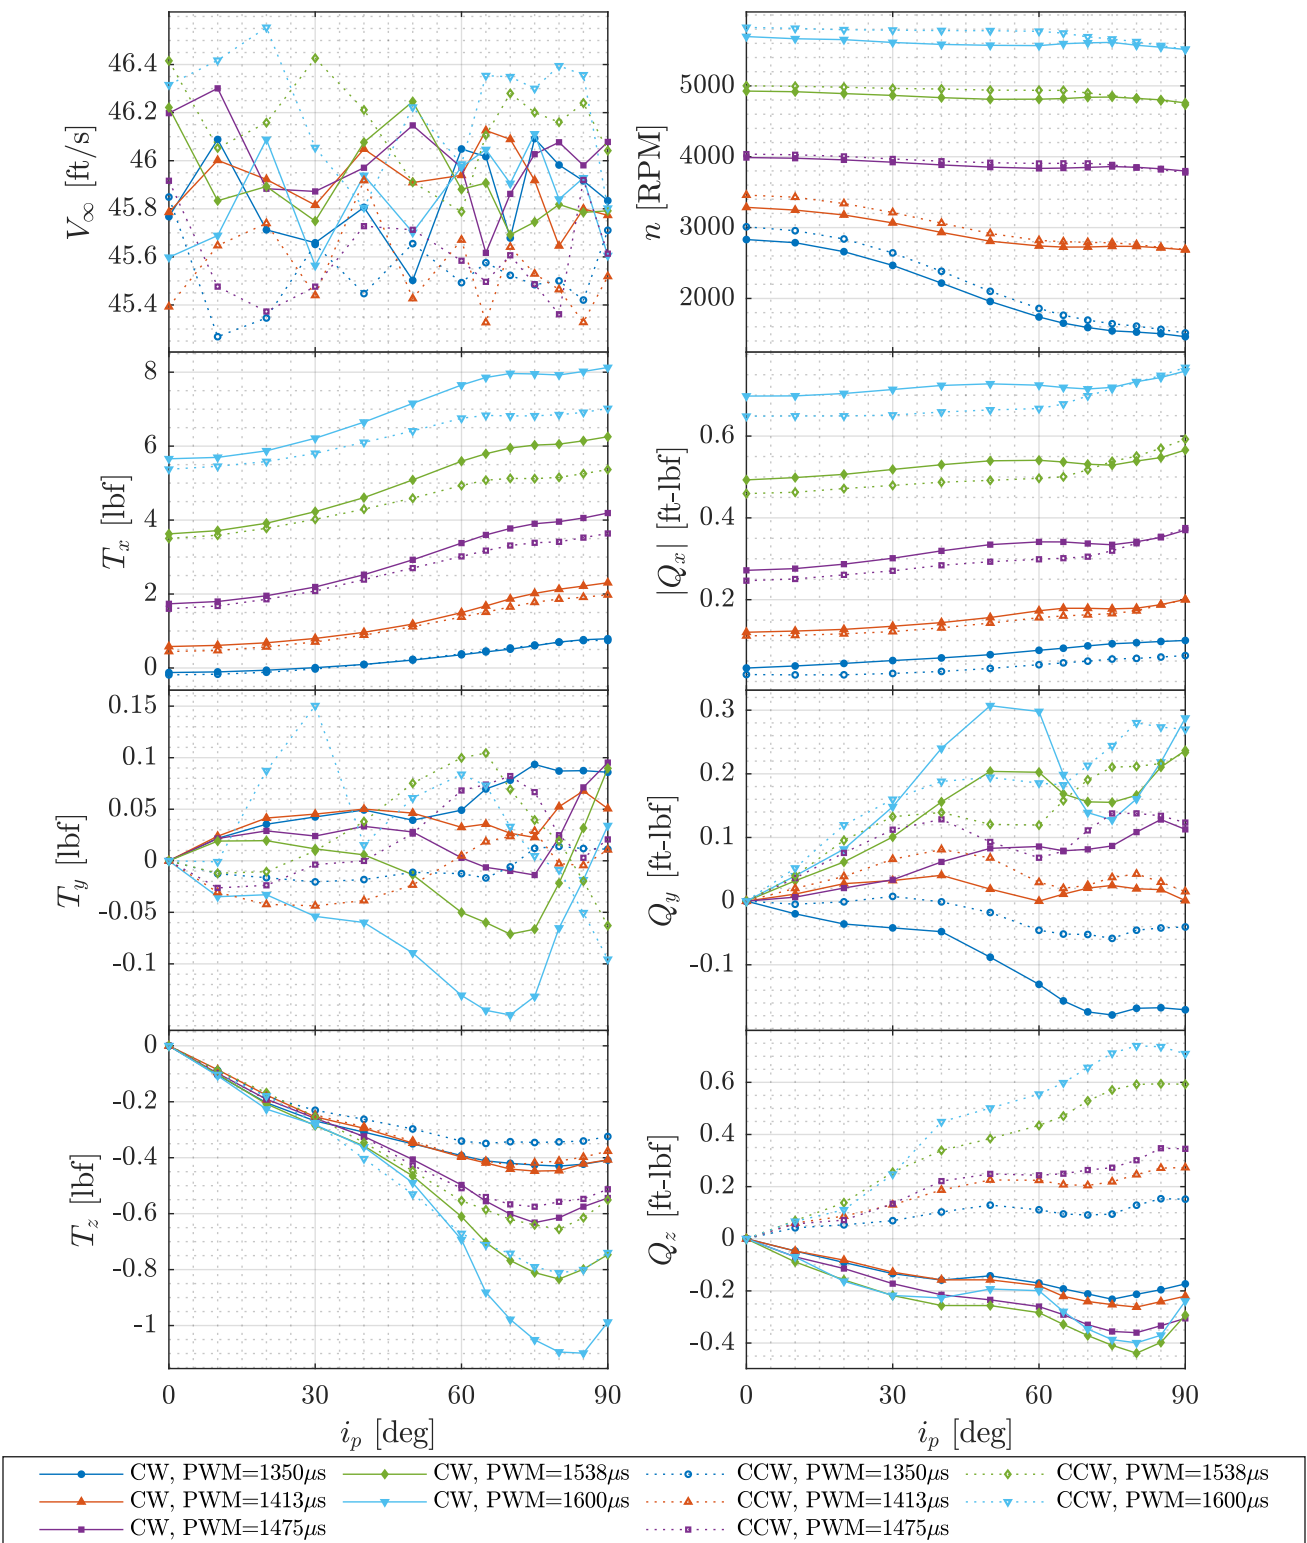 46.4
46.2
46
45.8
45.6
45.4
V∞ [ft/s]
5000
4000
3000
2000
n [RPM]
8
6
4
2
0
Tx [lbf]
0.6
0.4
0.2
|Qx| [ft-lbf]
0.15
0.1
0.05
0
-0.05
-0.1
Ty [lbf]
0.3
0.2
0.1
0
-0.1
Qy [ft-lbf]
0
-0.2
-0.4
-0.6
-0.8
-1
Tz [lbf]
0.6
0.4
0.2
0
-0.2
-0.4
Qz [ft-lbf]
0 30 60 90
ip [deg]
0 30 60 90
ip [deg]
CW, PWM=1350μs CW, PWM=1538μs CCW, PWM=1350μs CCW, PWM=1538μs
CW, PWM=1413μs CW, PWM=1600μs CCW, PWM=1413μs CCW, PWM=1600μs
CW, PWM=1475μs CCW, PWM=1475μs